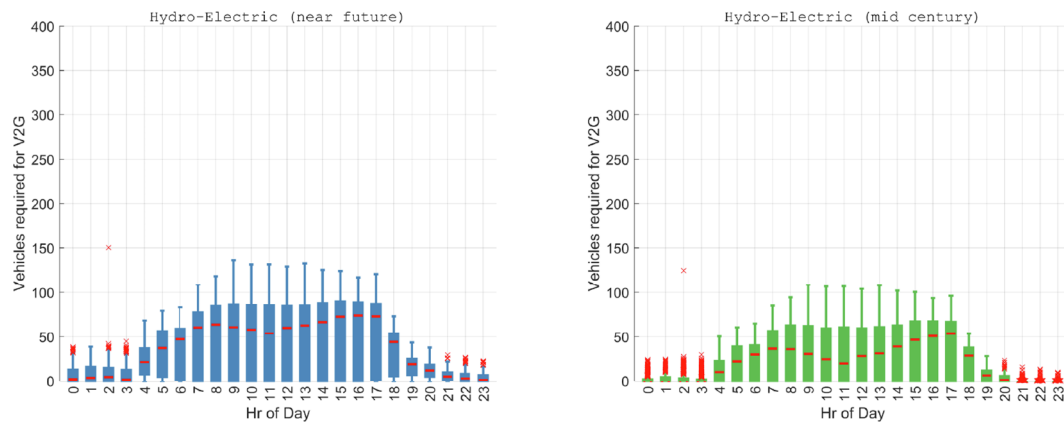 Hydro-Electric (near future)
400
350
300
250
200
150
100
50
0
Vehicles required for V2G
0 1 2 3 4 5 6 7 8 9 10 11 12 13 14 15 16 17 18 19 20 21 22 23
Hr of Day
Hydro-Electric (mid century)
400
350
300
250
200
150
100
50
0
Vehicles required for V2G
0 1 2 3 4 5 6 7 8 9 10 11 12 13 14 15 16 17 18 19 20 21 22 23
Hr of Day